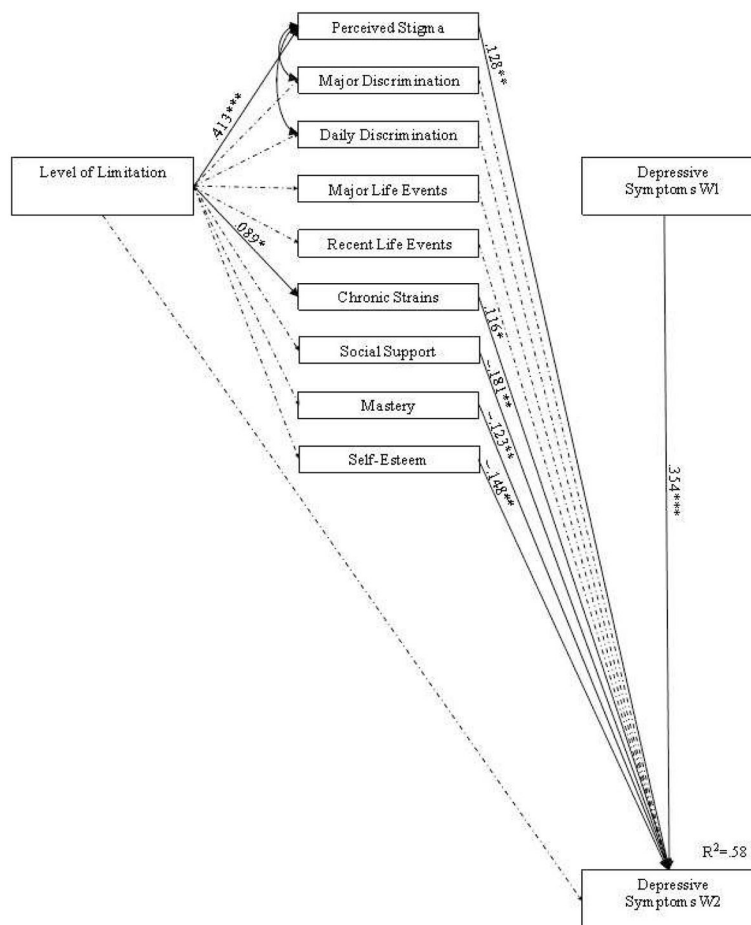 Perceived Stigma
.128**
Major Discrimination
.413***
Daily Discrimination
Level of Limitation
Depressive
Symptoms W1
Major Life Events
.089*
Recent Life Events
Chronic Strains
.116*
Social Support
-.181**
Mastery
-.123**
Self-Esteem
-.148**
.354***
R²=.58
Depressive
Symptoms W2